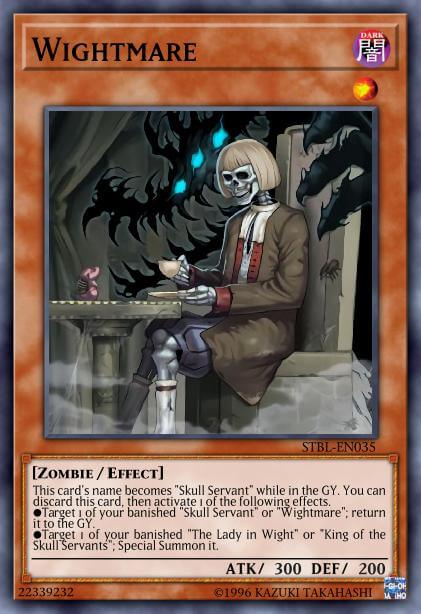 WIGHTMARE
DARK
闇
STBL-EN035
[ZOMBIE / EFFECT]
This card's name becomes "Skull Servant" while in the GY. You can
discard this card, then activate 1 of the following effects.
●Target 1 of your banished "Skull Servant" or "Wightmare"; return
it to the GY.
●Target 1 of your banished "The Lady in Wight" or "King of the
Skull Servants"; Special Summon it.
ATK/ 300 DEF/ 200
22339232
©1996 KAZUKI TAKAHASHI